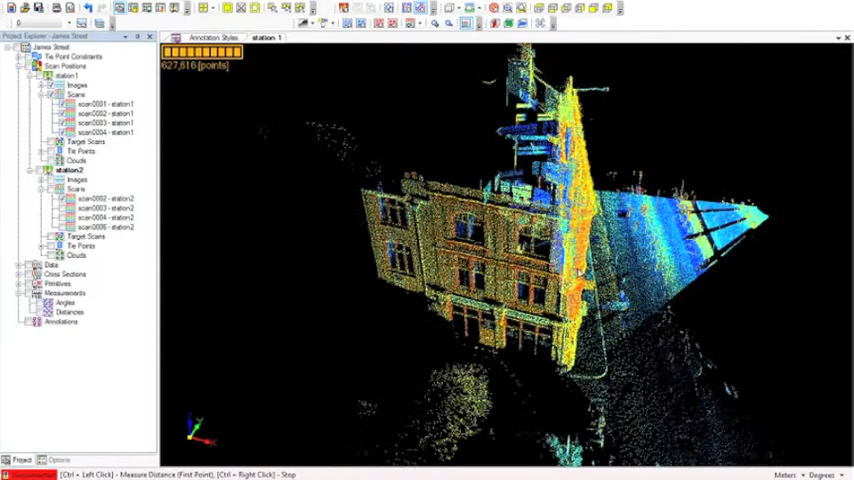 0
Project Explorer - James Street
Annotation Styles
station 1
627,816 [points]
James Street
Tie Point Constraints
Scan Positions
station1
Images
Scans
scan0001 - station1
scan0002 - station1
scan0003 - station1
scan0004 - station1
Target Scans
Tie Points
Clouds
station2
Images
Scans
scan0002 - station2
scan0003 - station2
scan0004 - station2
scan0006 - station2
Target Scans
Tie Points
Clouds
Data
Cross Sections
Primitives
Measurements
Angles
Distances
Annotations
Project
Options
[Ctrl + Left Click] - Measure Distance (First Point), [Ctrl + Right Click] - Stop
Meters
Degrees